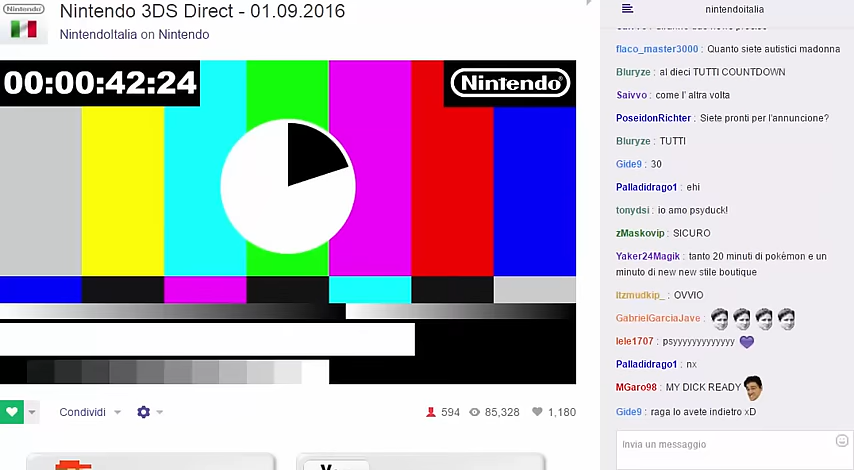 Nintendo
Nintendo 3DS Direct - 01.09.2016
NintendoItalia on Nintendo
00:00:42:24
Nintendo
Condividi
594
85,328
1,180
nintendoitalia
flaco_master3000 : Quanto siete autistici madonna
Bluryze : al dieci TUTTI COUNTDOWN
Saivvo : come l' altra volta
PoseidonRichter : Siete pronti per l'annuncione?
Bluryze : TUTTI
Gide9 : 30
Palladidrago1 : ehi
tonydsi : io amo psyduck!
zMaskovip : SICURO
Yaker24Magik : tanto 20 minuti di pokémon e un
minuto di new new stile boutique
Itzmudkip_ : OVVIO
GabrielGarciaJave :
lele1707 : psyyyyyyyyyyyyy
Palladidrago1 : nx
MGaro98 : MY DICK READY
Gide9 : raga lo avete indietro xD
Invia un messaggio